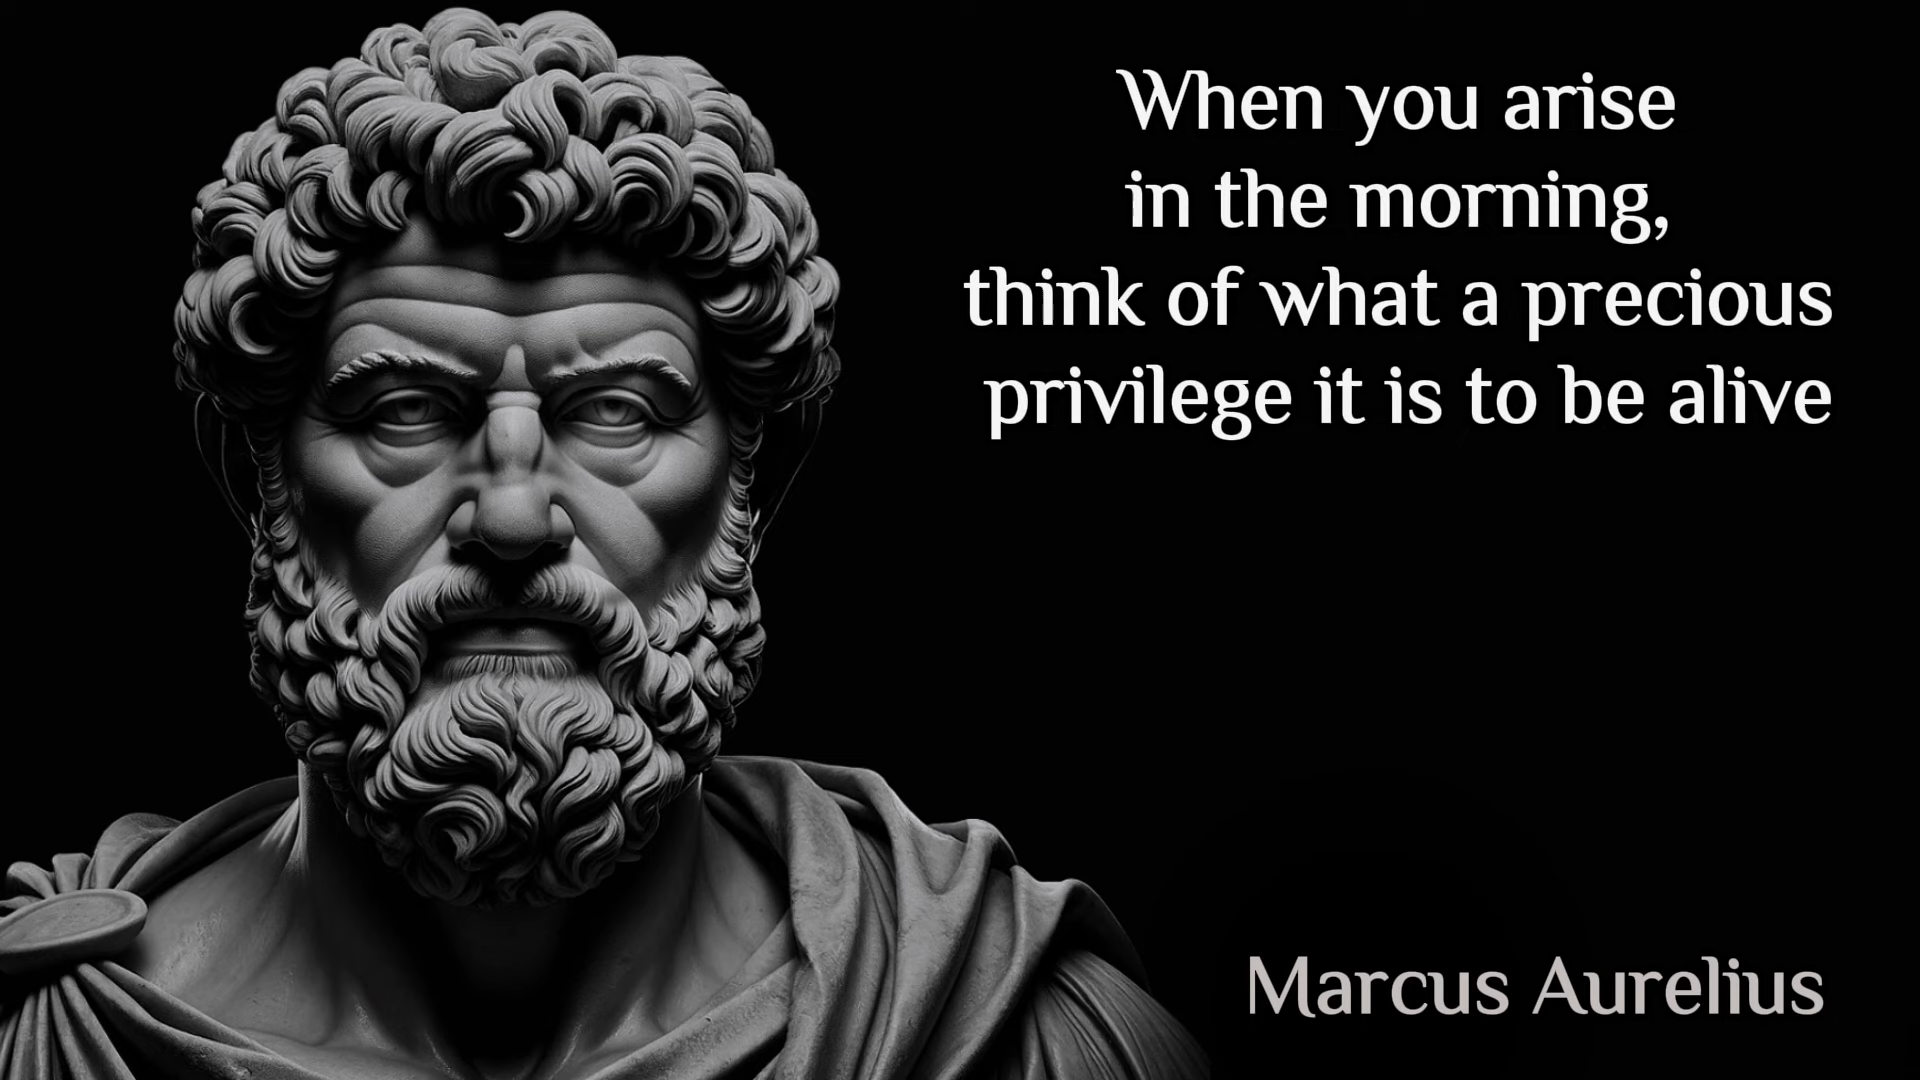 When you arise
in the morning,
think of what a precious
privilege it is to be alive
Marcus Aurelius